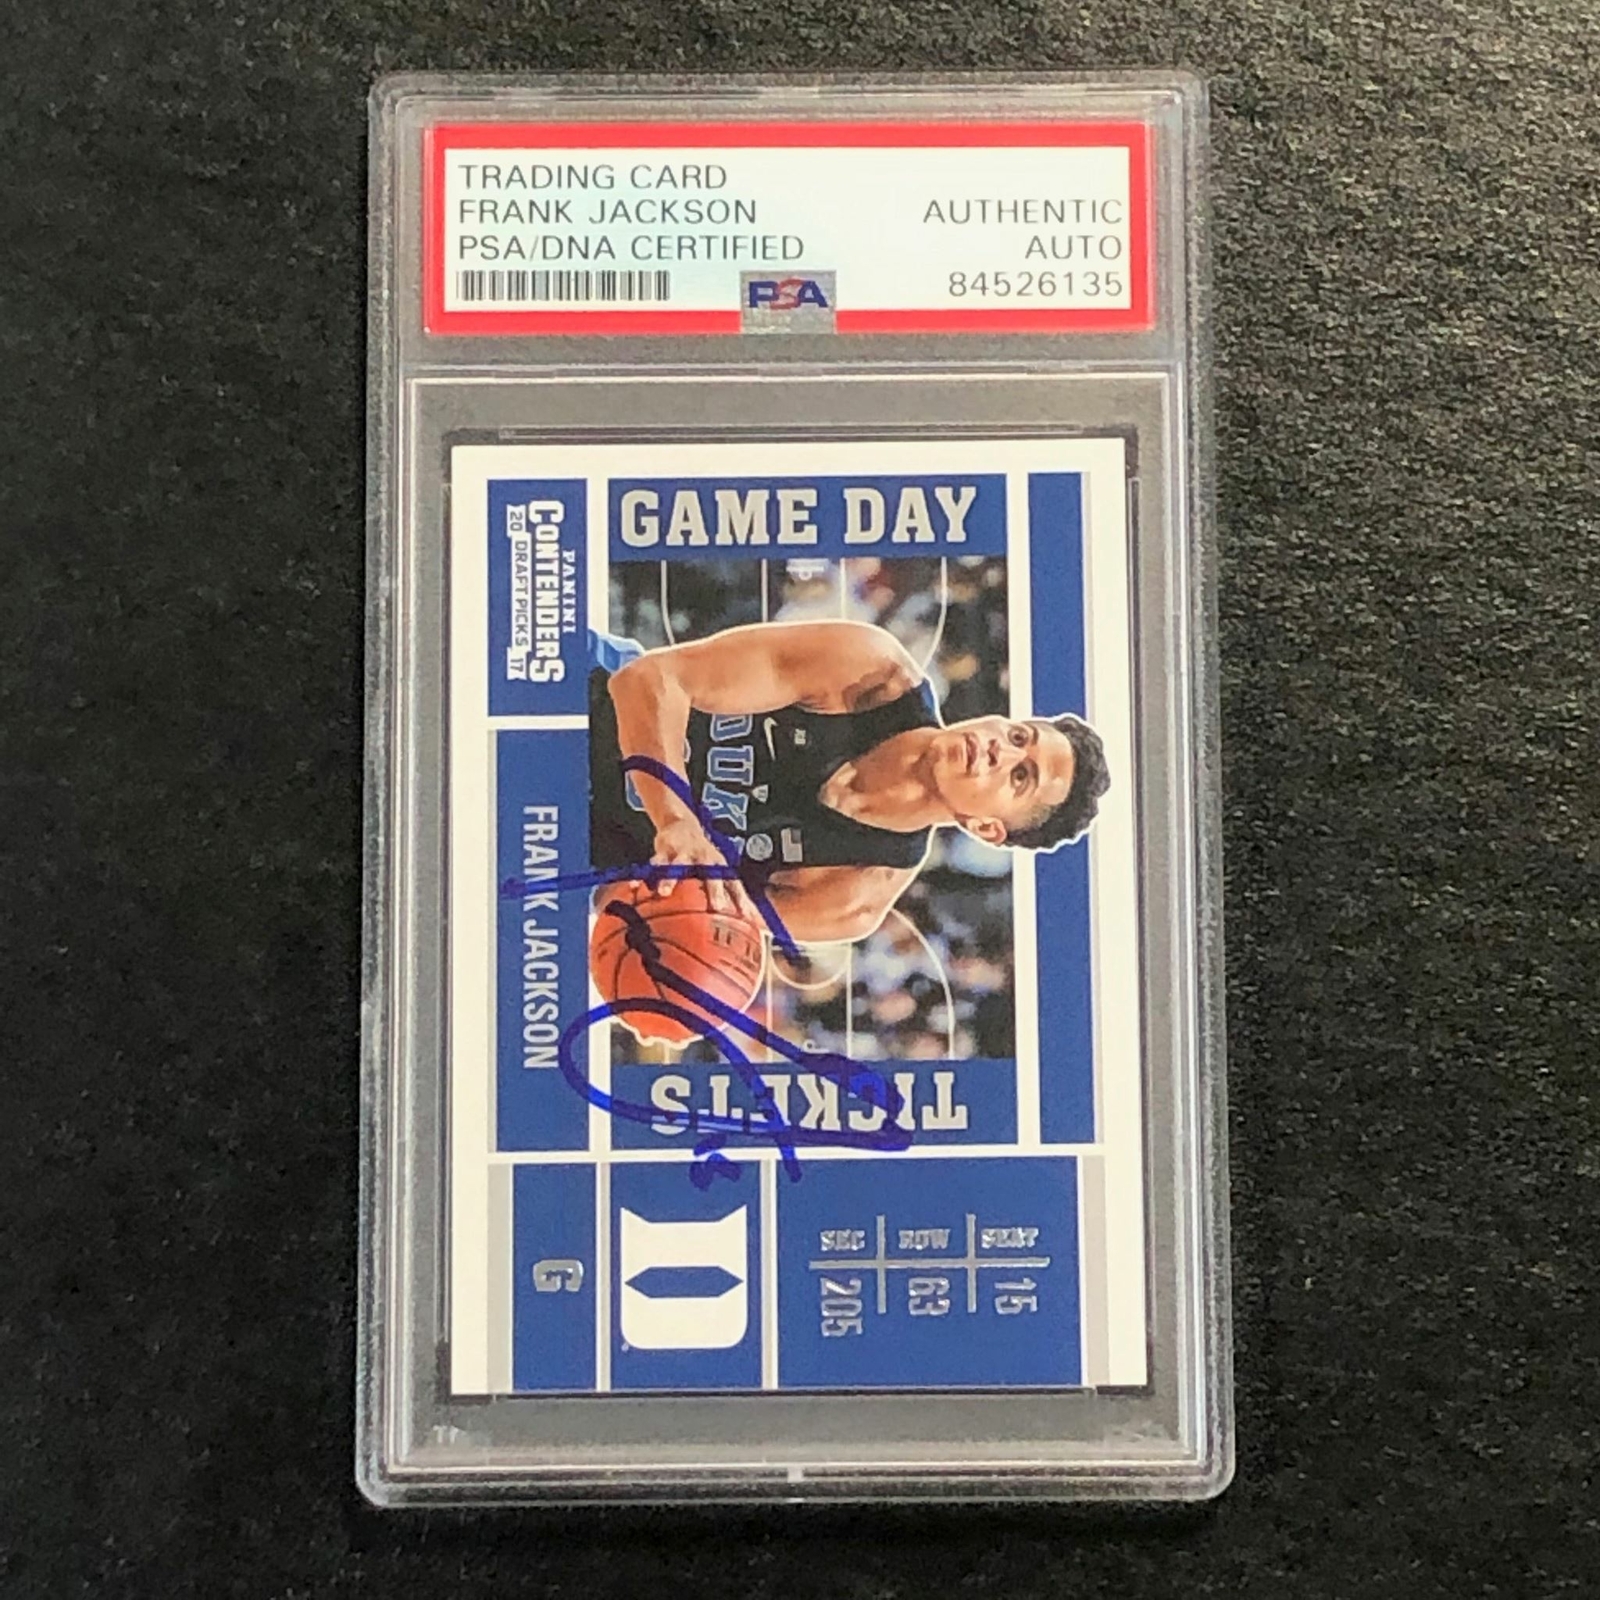 TRADING CARD
FRANK JACKSON
PSA/DNA CERTIFIED
AUTHENTIC
AUTO
84526135
PSA
GAME DAY
TICKETS
PANINI
CONTENDERS
20 DRAFT PICKS 17
FRANK JACKSON
DUKE
SEAT 15
ROW 63
SEC 205
D
G